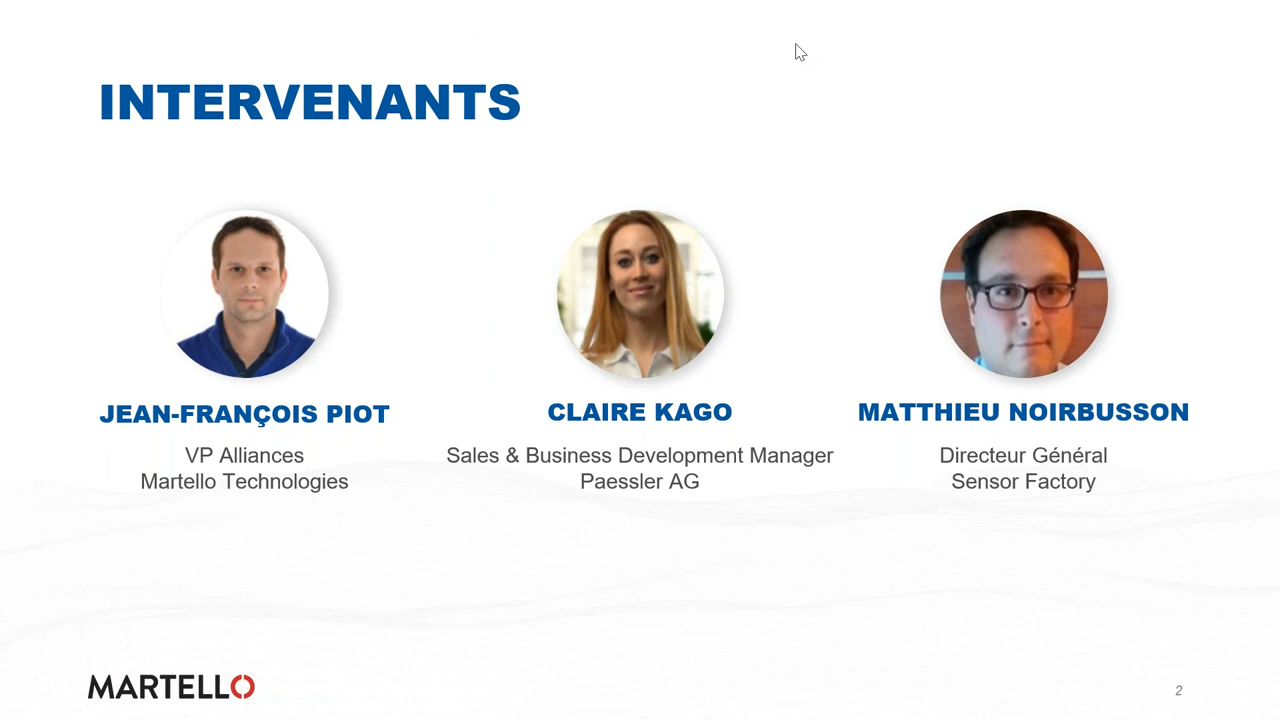 INTERVENANTS
JEAN-FRANÇOIS PIOT
VP Alliances
Martello Technologies
CLAIRE KAGO
Sales & Business Development Manager
Paessler AG
MATTHIEU NOIRBUSSON
Directeur Général
Sensor Factory
MARTELLO
2